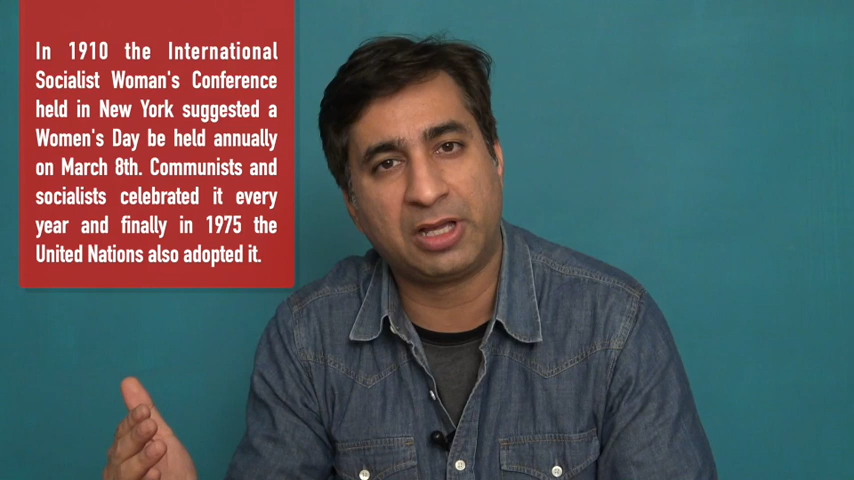 In 1910 the International
Socialist Woman's Conference
held in New York suggested a
Women's Day be held annually
on March 8th. Communists and
socialists celebrated it every
year and finally in 1975 the
United Nations also adopted it.